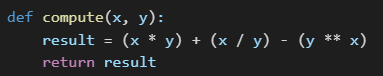 def compute(x, y):
    result = (x * y) + (x / y) - (y ** x)
    return result